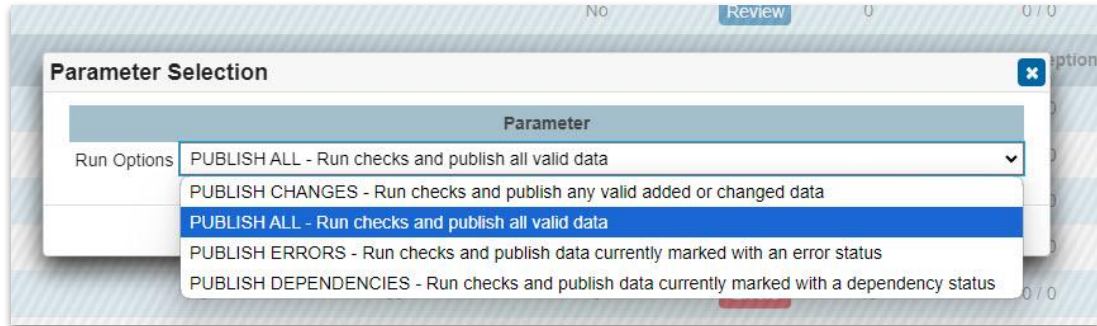 No Review 0 0 / 0
Parameter Selection
Parameter
Run Options PUBLISH ALL - Run checks and publish all valid data
PUBLISH CHANGES - Run checks and publish any valid added or changed data
PUBLISH ALL - Run checks and publish all valid data
PUBLISH ERRORS - Run checks and publish data currently marked with an error status
PUBLISH DEPENDENCIES - Run checks and publish data currently marked with a dependency status
0 / 0